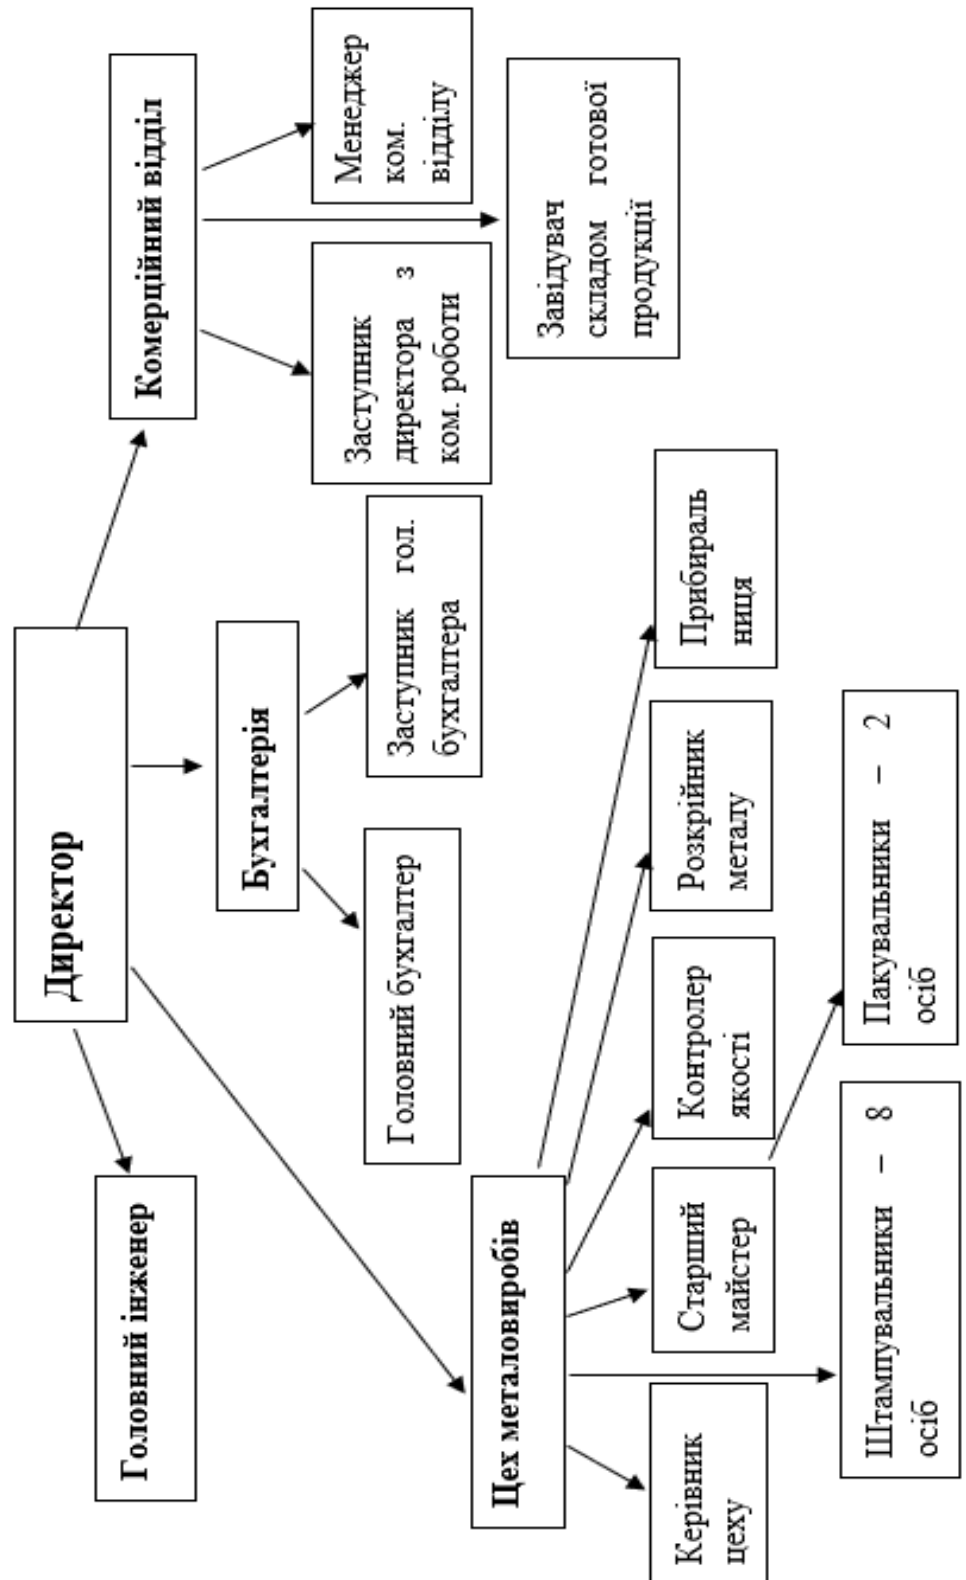 Директор
Головний інженер
Бухгалтерія
Комерційний відділ
Головний бухгалтер
Заступник гол.
бухгалтера
Заступник
директора з
ком. роботи
Менеджер
ком.
відділу
Завідувач
складом готової
продукції
Цех металовиробів
Керівник
цеху
Старший
майстер
Контролер
якості
Розкрійник
металу
Прибираль
ниця
Штампувальники – 8
осіб
Пакувальники – 2
осіб